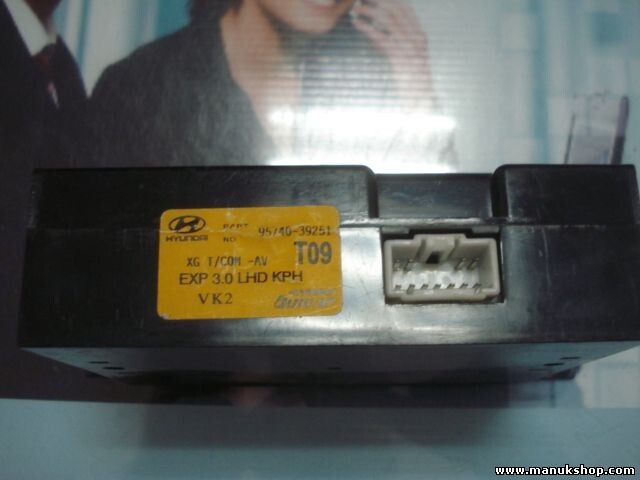 HYUNDAI
PART NO. 95740-39251
XG T/COM -AV T09
EXP 3.0 LHD KPH
VK2
www.manukshop.com